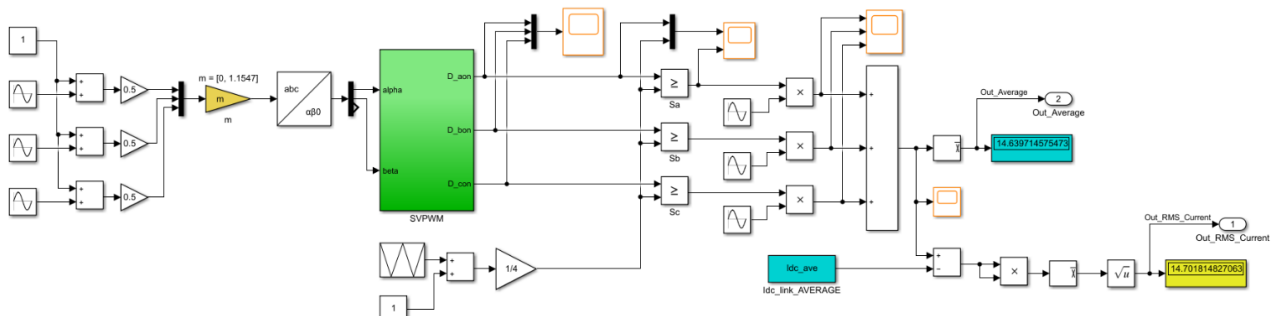 1
+
+
0.5
+
+
0.5
+
+
0.5
m = [0, 1.1547]
m
m
abc
αβ0
alpha
beta
D_aon
D_bon
D_con
SVPWM
1
+
+
1/4
≥
Sa
≥
Sb
≥
Sc
×
×
×
+
+
+
Out_Average
2
Out_Average
14.639714575473
Idc_ave
Idc_link_AVERAGE
+
−
×
√u
Out_RMS_Current
1
Out_RMS_Current
14.701814827063